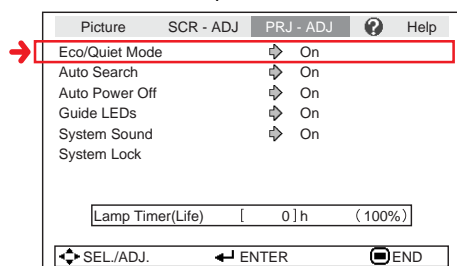 Picture SCR - ADJ PRJ - ADJ ? Help
Eco/Quiet Mode On
Auto Search On
Auto Power Off On
Guide LEDs On
System Sound On
System Lock
Lamp Timer(Life) [ 0 ] h (100%)
SEL./ADJ. ENTER END